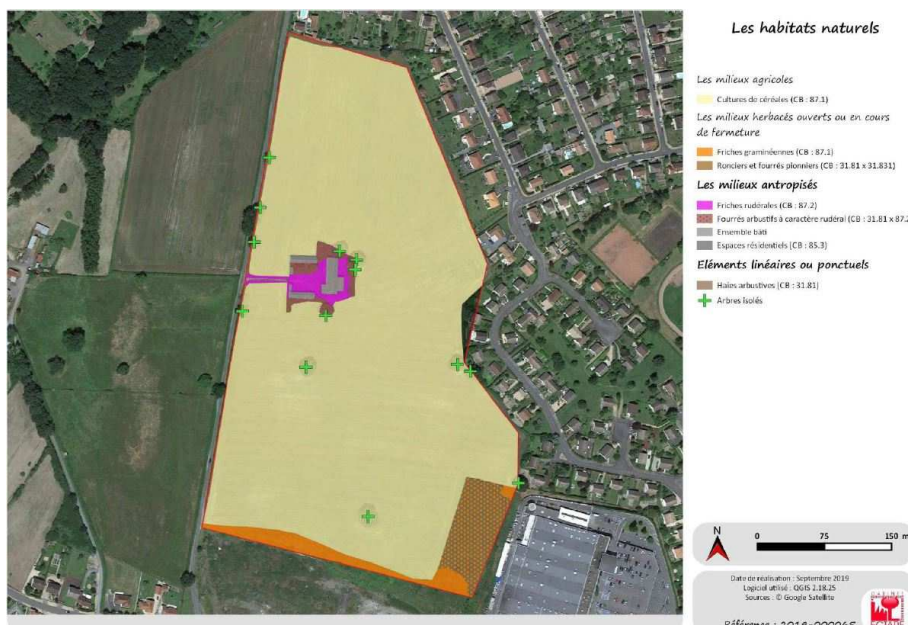 Les habitats naturels
Les milieux agricoles
Cultures de céréales (CB : 87.1)
Les milieux herbacés ouverts ou en cours
de fermeture
Friches graminéennes (CB : 87.1)
Ronciers et fourrés pionniers (CB : 31.81 x 31.831)
Les milieux antropisés
Friches rudérales (CB : 87.2)
Fourrés arbustifs à caractère rudéral (CB : 31.81 x 87.2
Ensemble bâti
Espaces résidentiels (CB : 85.3)
Eléments linéaires ou ponctuels
Haies arbustives (CB : 31.81)
Arbres isolés
N
0 75 150 m
Date de réalisation : Septembre 2019
Logiciel utilisé : QGIS 2.18.25
Sources : © Google Satellite
Référence :